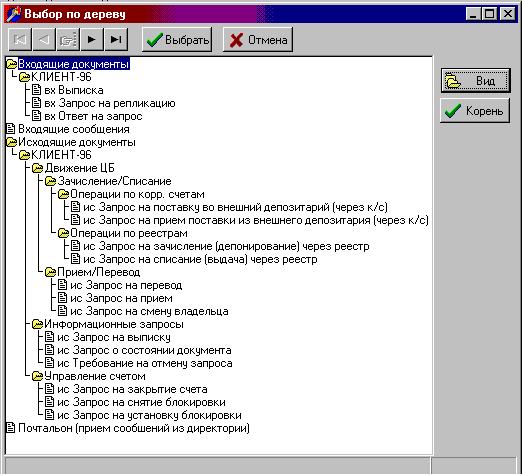 Выбор по дереву
Выбрать
Отмена
Входящие документы
КЛИЕНТ-96
вх Выписка
вх Запрос на репликацию
вх Ответ на запрос
Входящие сообщения
Исходящие документы
КЛИЕНТ-96
Движение ЦБ
Зачисление/Списание
Операции по корр. счетам
ис Запрос на поставку во внешний депозитарий (через к/с)
ис Запрос на прием поставки из внешнего депозитария (через к/с)
Операции по реестрам
ис Запрос на зачисление (депонирование) через реестр
ис Запрос на списание (выдача) через реестр
Прием/Перевод
ис Запрос на перевод
ис Запрос на прием
ис Запрос на смену владельца
Информационные запросы
ис Запрос на выписку
ис Запрос о состоянии документа
ис Требование на отмену запроса
Управление счетом
ис Запрос на закрытие счета
ис Запрос на снятие блокировки
ис Запрос на установку блокировки
Почтальон (прием сообщений из директории)
Вид
Корень